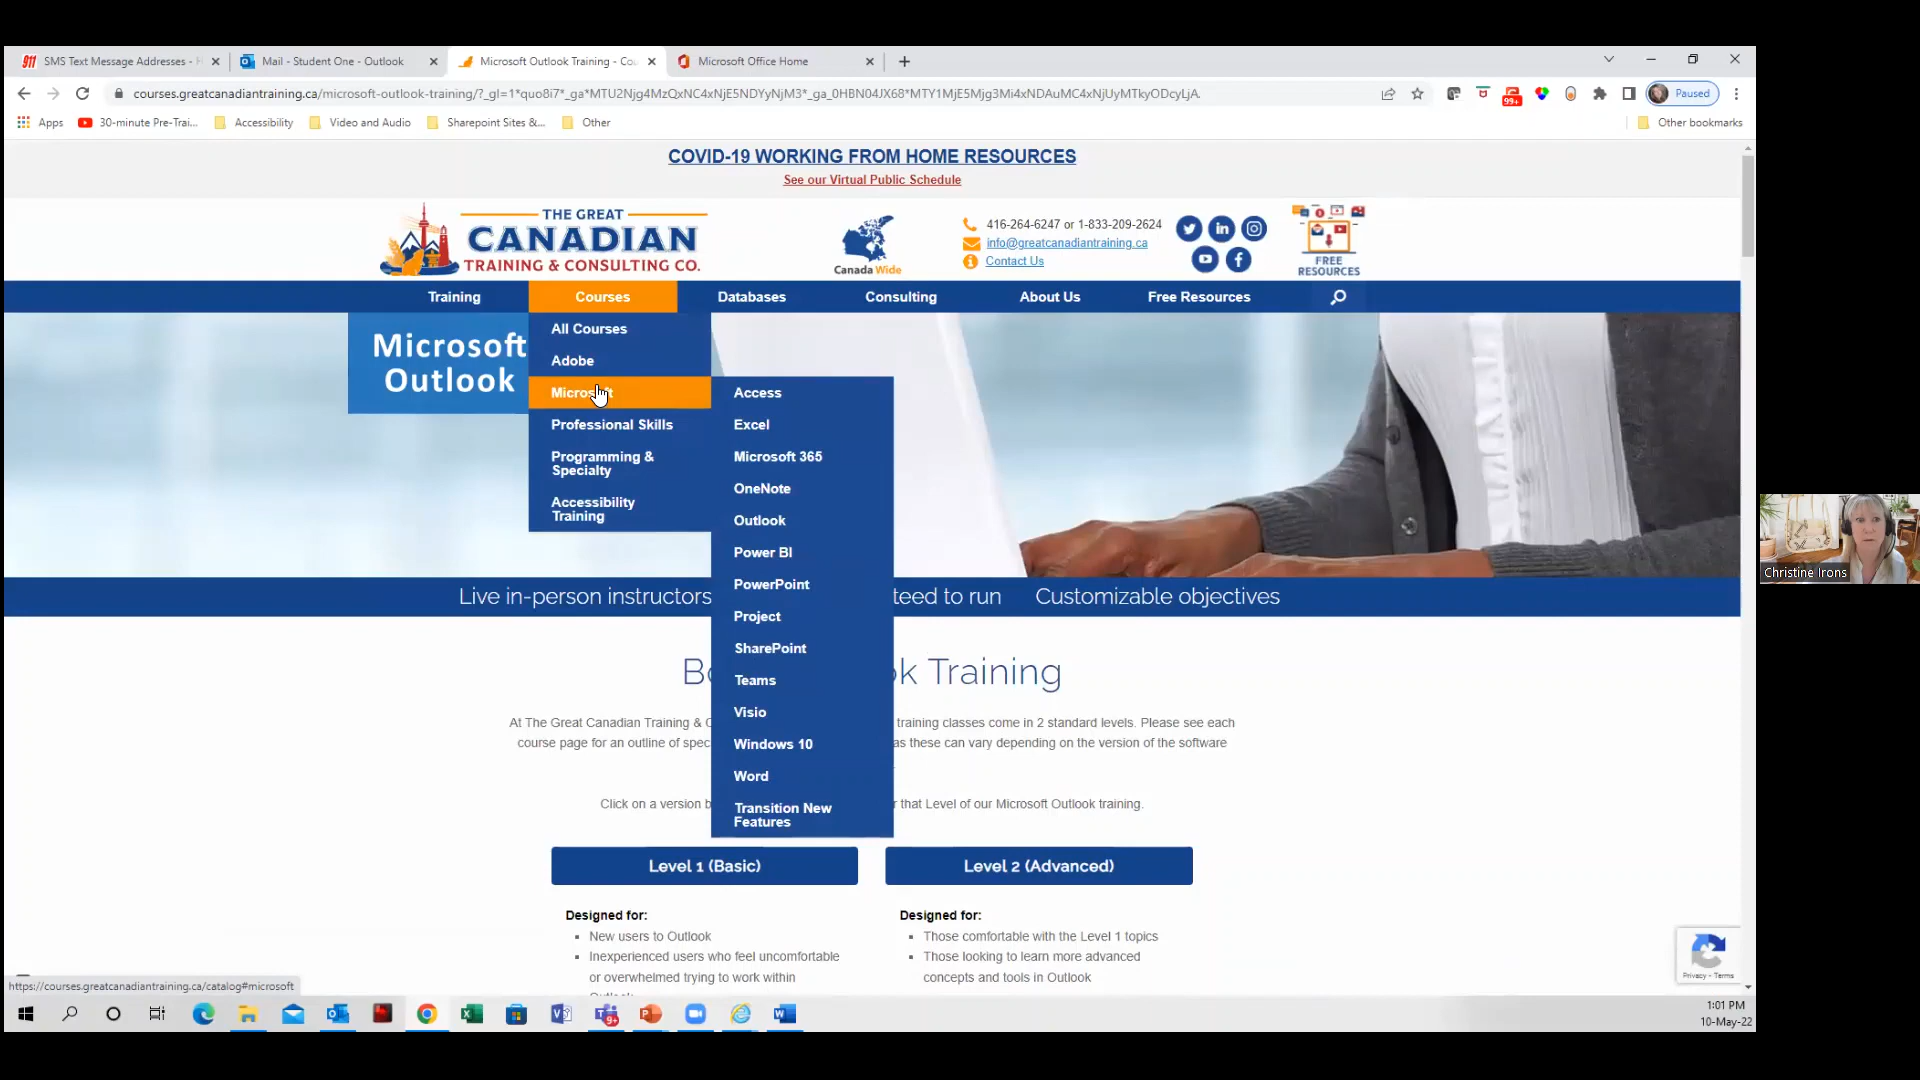 SMS Text Message Addresses -
Mail - Student One - Outlook
Microsoft Outlook Training - Cou
Microsoft Office Home
courses.greatcanadiantraining.ca/microsoft-outlook-training/?_gl=1*quo8i7*_ga*MTU2Njg4MzQxNC4xNjE5NDYyNjM3*_ga_0HBN04JX68*MTY1MjE5Mjg3Mi4xNDAuMC4xNjUyMTkyODcyLjA.
99+
Paused
Apps
30-minute Pre-Trai...
Accessibility
Video and Audio
Sharepoint Sites &...
Other
Other bookmarks
COVID-19 WORKING FROM HOME RESOURCES
See our Virtual Public Schedule
THE GREAT
CANADIAN
TRAINING & CONSULTING CO.
Canada Wide
416-264-6247 or 1-833-209-2624
info@greatcanadiantraining.ca
Contact Us
FREE
RESOURCES
Training
Courses
Databases
Consulting
About Us
Free Resources
Microsoft
Outlook
All Courses
Adobe
Microsoft
Professional Skills
Programming &
Specialty
Accessibility
Training
Access
Excel
Microsoft 365
OneNote
Outlook
Power BI
PowerPoint
Project
SharePoint
Teams
Visio
Windows 10
Word
Transition New
Features
Live in-person instructors
teed to run
Customizable objectives
k Training
At The Great Canadian Training & C
training classes come in 2 standard levels. Please see each
course page for an outline of spec
as these can vary depending on the version of the software
Click on a version b
r that Level of our Microsoft Outlook training.
Level 1 (Basic)
Level 2 (Advanced)
Designed for:
▪ New users to Outlook
▪ Inexperienced users who feel uncomfortable
or overwhelmed trying to work within
Outlook
Designed for:
▪ Those comfortable with the Level 1 topics
▪ Those looking to learn more advanced
concepts and tools in Outlook
Privacy - Terms
https://courses.greatcanadiantraining.ca/catalog#microsoft
1:01 PM
10-May-22
Christine Irons